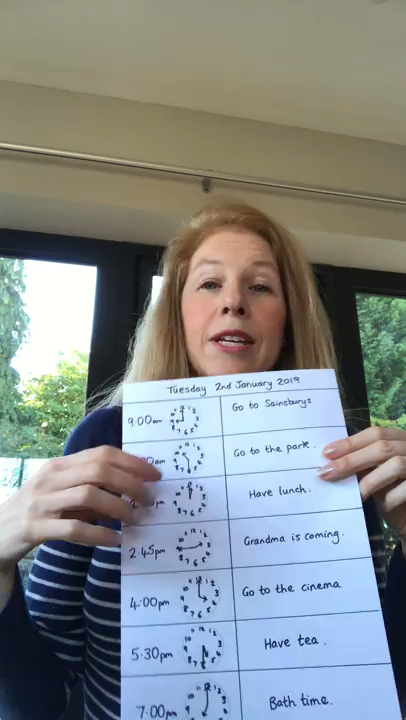 Tuesday 2nd January 2019
9.00am Go to Sainsburys
Go to the park.
Have lunch.
2.45pm Grandma is coming.
4.00pm Go to the cinema
5.30pm Have tea.
7.00pm Bath time.